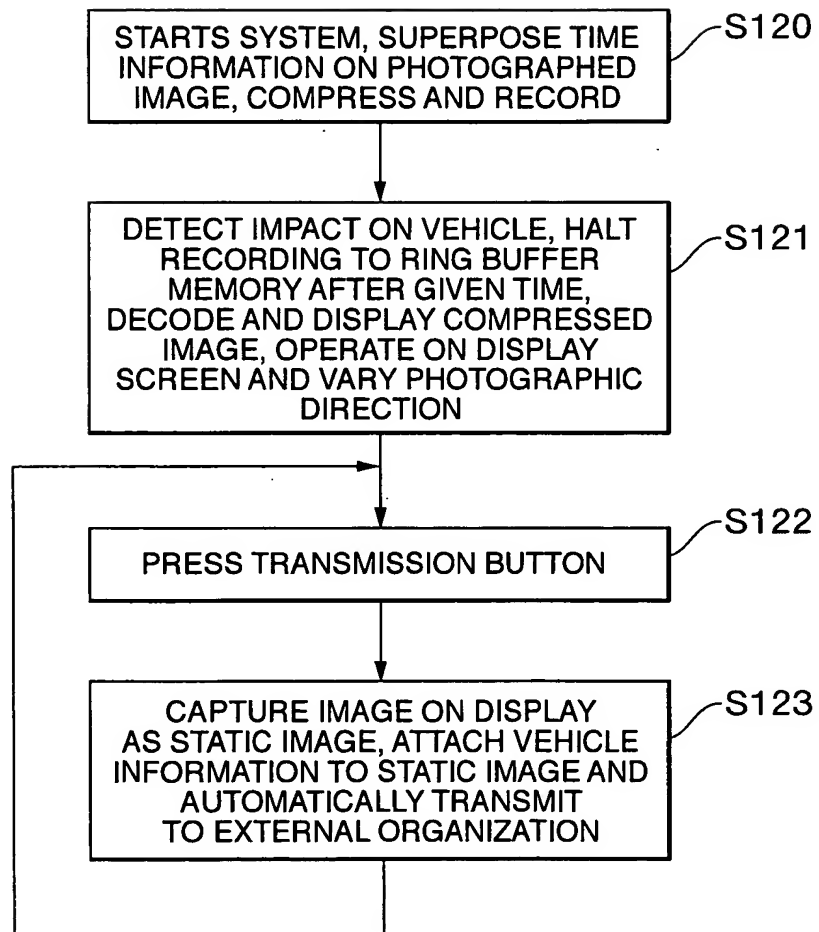 STARTS SYSTEM, SUPERPOSE TIME
INFORMATION ON PHOTOGRAPHED
IMAGE, COMPRESS AND RECORD
S120
DETECT IMPACT ON VEHICLE, HALT
RECORDING TO RING BUFFER
MEMORY AFTER GIVEN TIME,
DECODE AND DISPLAY COMPRESSED
IMAGE, OPERATE ON DISPLAY
SCREEN AND VARY PHOTOGRAPHIC
DIRECTION
S121
PRESS TRANSMISSION BUTTON
S122
CAPTURE IMAGE ON DISPLAY
AS STATIC IMAGE, ATTACH VEHICLE
INFORMATION TO STATIC IMAGE AND
AUTOMATICALLY TRANSMIT
TO EXTERNAL ORGANIZATION
S123